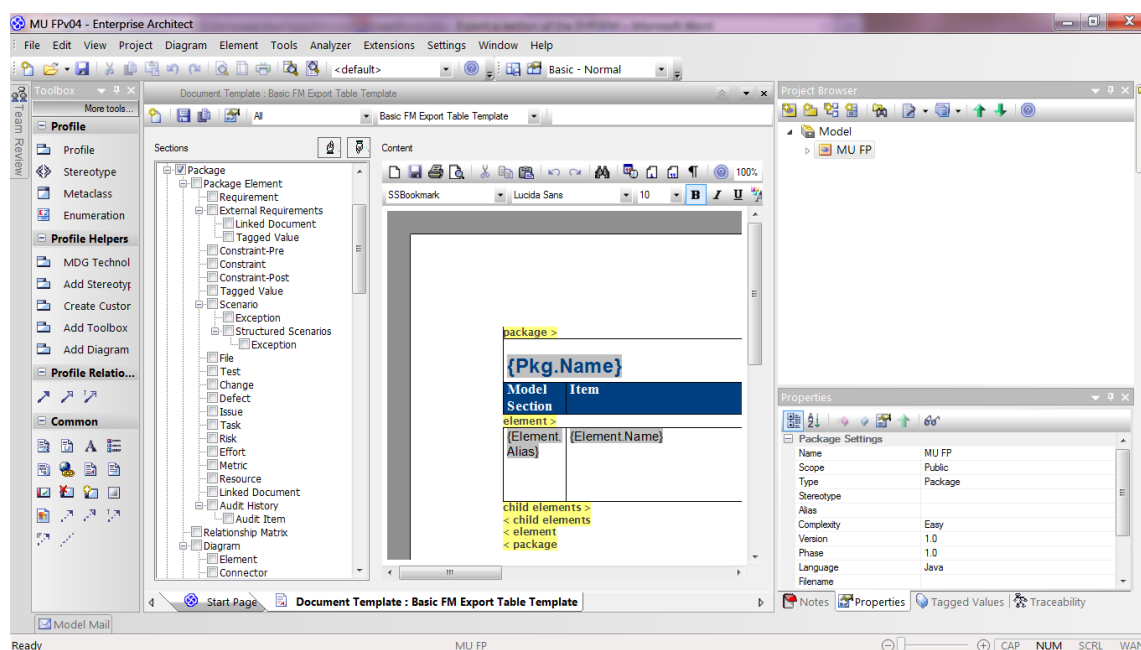 MU FPv04 - Enterprise Architect
File Edit View Project Diagram Element Tools Analyzer Extensions Settings Window Help
<default>
Basic - Normal
Team Review
Toolbox
More tools...
Profile
Profile
Stereotype
Metaclass
Enumeration
Profile Helpers
MDG Technol
Add Stereotyp
Create Custor
Add Toolbox
Add Diagram
Profile Relatio...
Common
Document Template : Basic FM Export Table Template
All
Basic FM Export Table Template
Sections
Package
Package Element
Requirement
External Requirements
Linked Document
Tagged Value
Constraint-Pre
Constraint
Constraint-Post
Tagged Value
Scenario
Exception
Structured Scenarios
Exception
File
Test
Change
Defect
Issue
Task
Risk
Effort
Metric
Resource
Linked Document
Audit History
Audit Item
Relationship Matrix
Diagram
Element
Connector
Content
100%
SSBookmark
Lucida Sans
10
B I U
package >
{Pkg.Name}
Model Item
Section
element >
{Element. {Element.Name}
Alias}
child elements >
< child elements
< element
< package
Start Page
Document Template : Basic FM Export Table Template
Project Browser
Model
MU FP
Properties
Package Settings
Name MU FP
Scope Public
Type Package
Stereotype
Alias
Complexity Easy
Version 1.0
Phase 1.0
Language Java
Filename
Notes Properties Tagged Values Traceability
Model Mail
Ready
MU FP
CAP NUM SCRL WAN